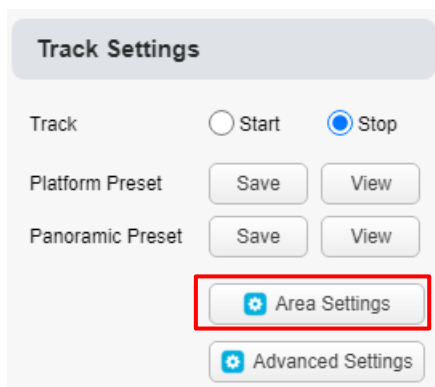 Track Settings
Track Start Stop
Platform Preset Save View
Panoramic Preset Save View
Area Settings
Advanced Settings